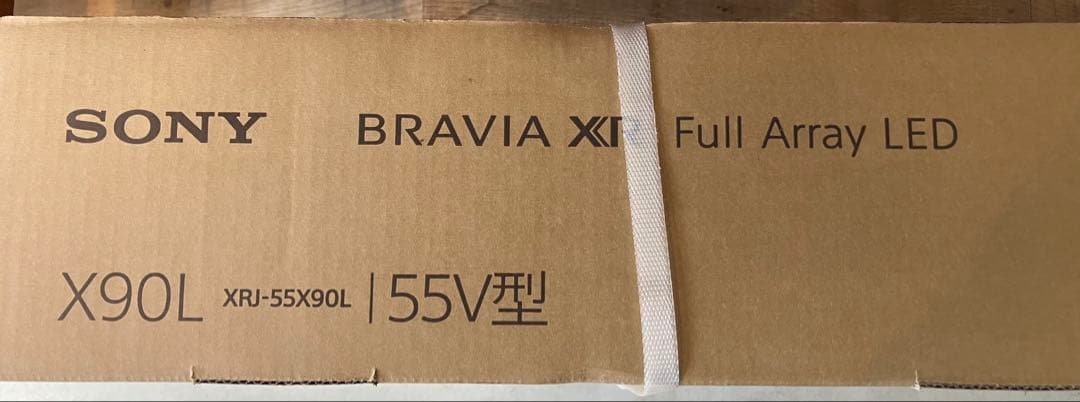 SONY BRAVIA XR Full Array LED
X90L XRJ-55X90L | 55V型